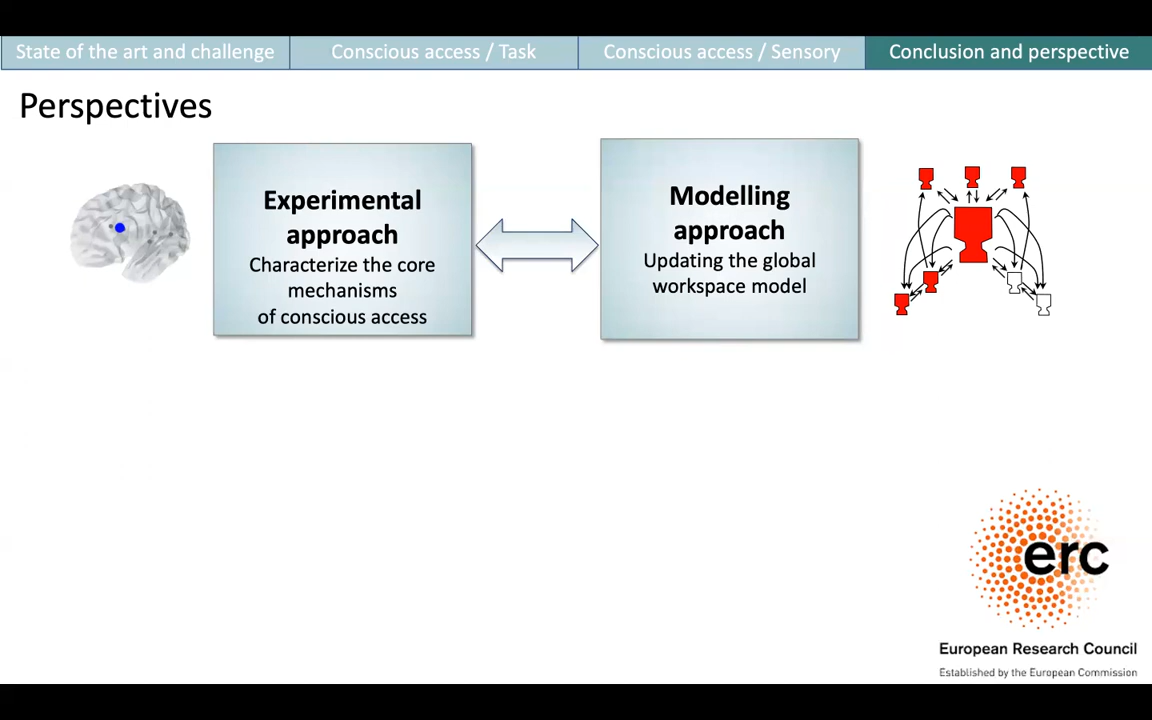 State of the art and challenge
Conscious access / Task
Conscious access / Sensory
Conclusion and perspective
Perspectives
Experimental
approach
Characterize the core
mechanisms
of conscious access
Modelling
approach
Updating the global
workspace model
erc
European Research Council
Established by the European Commission